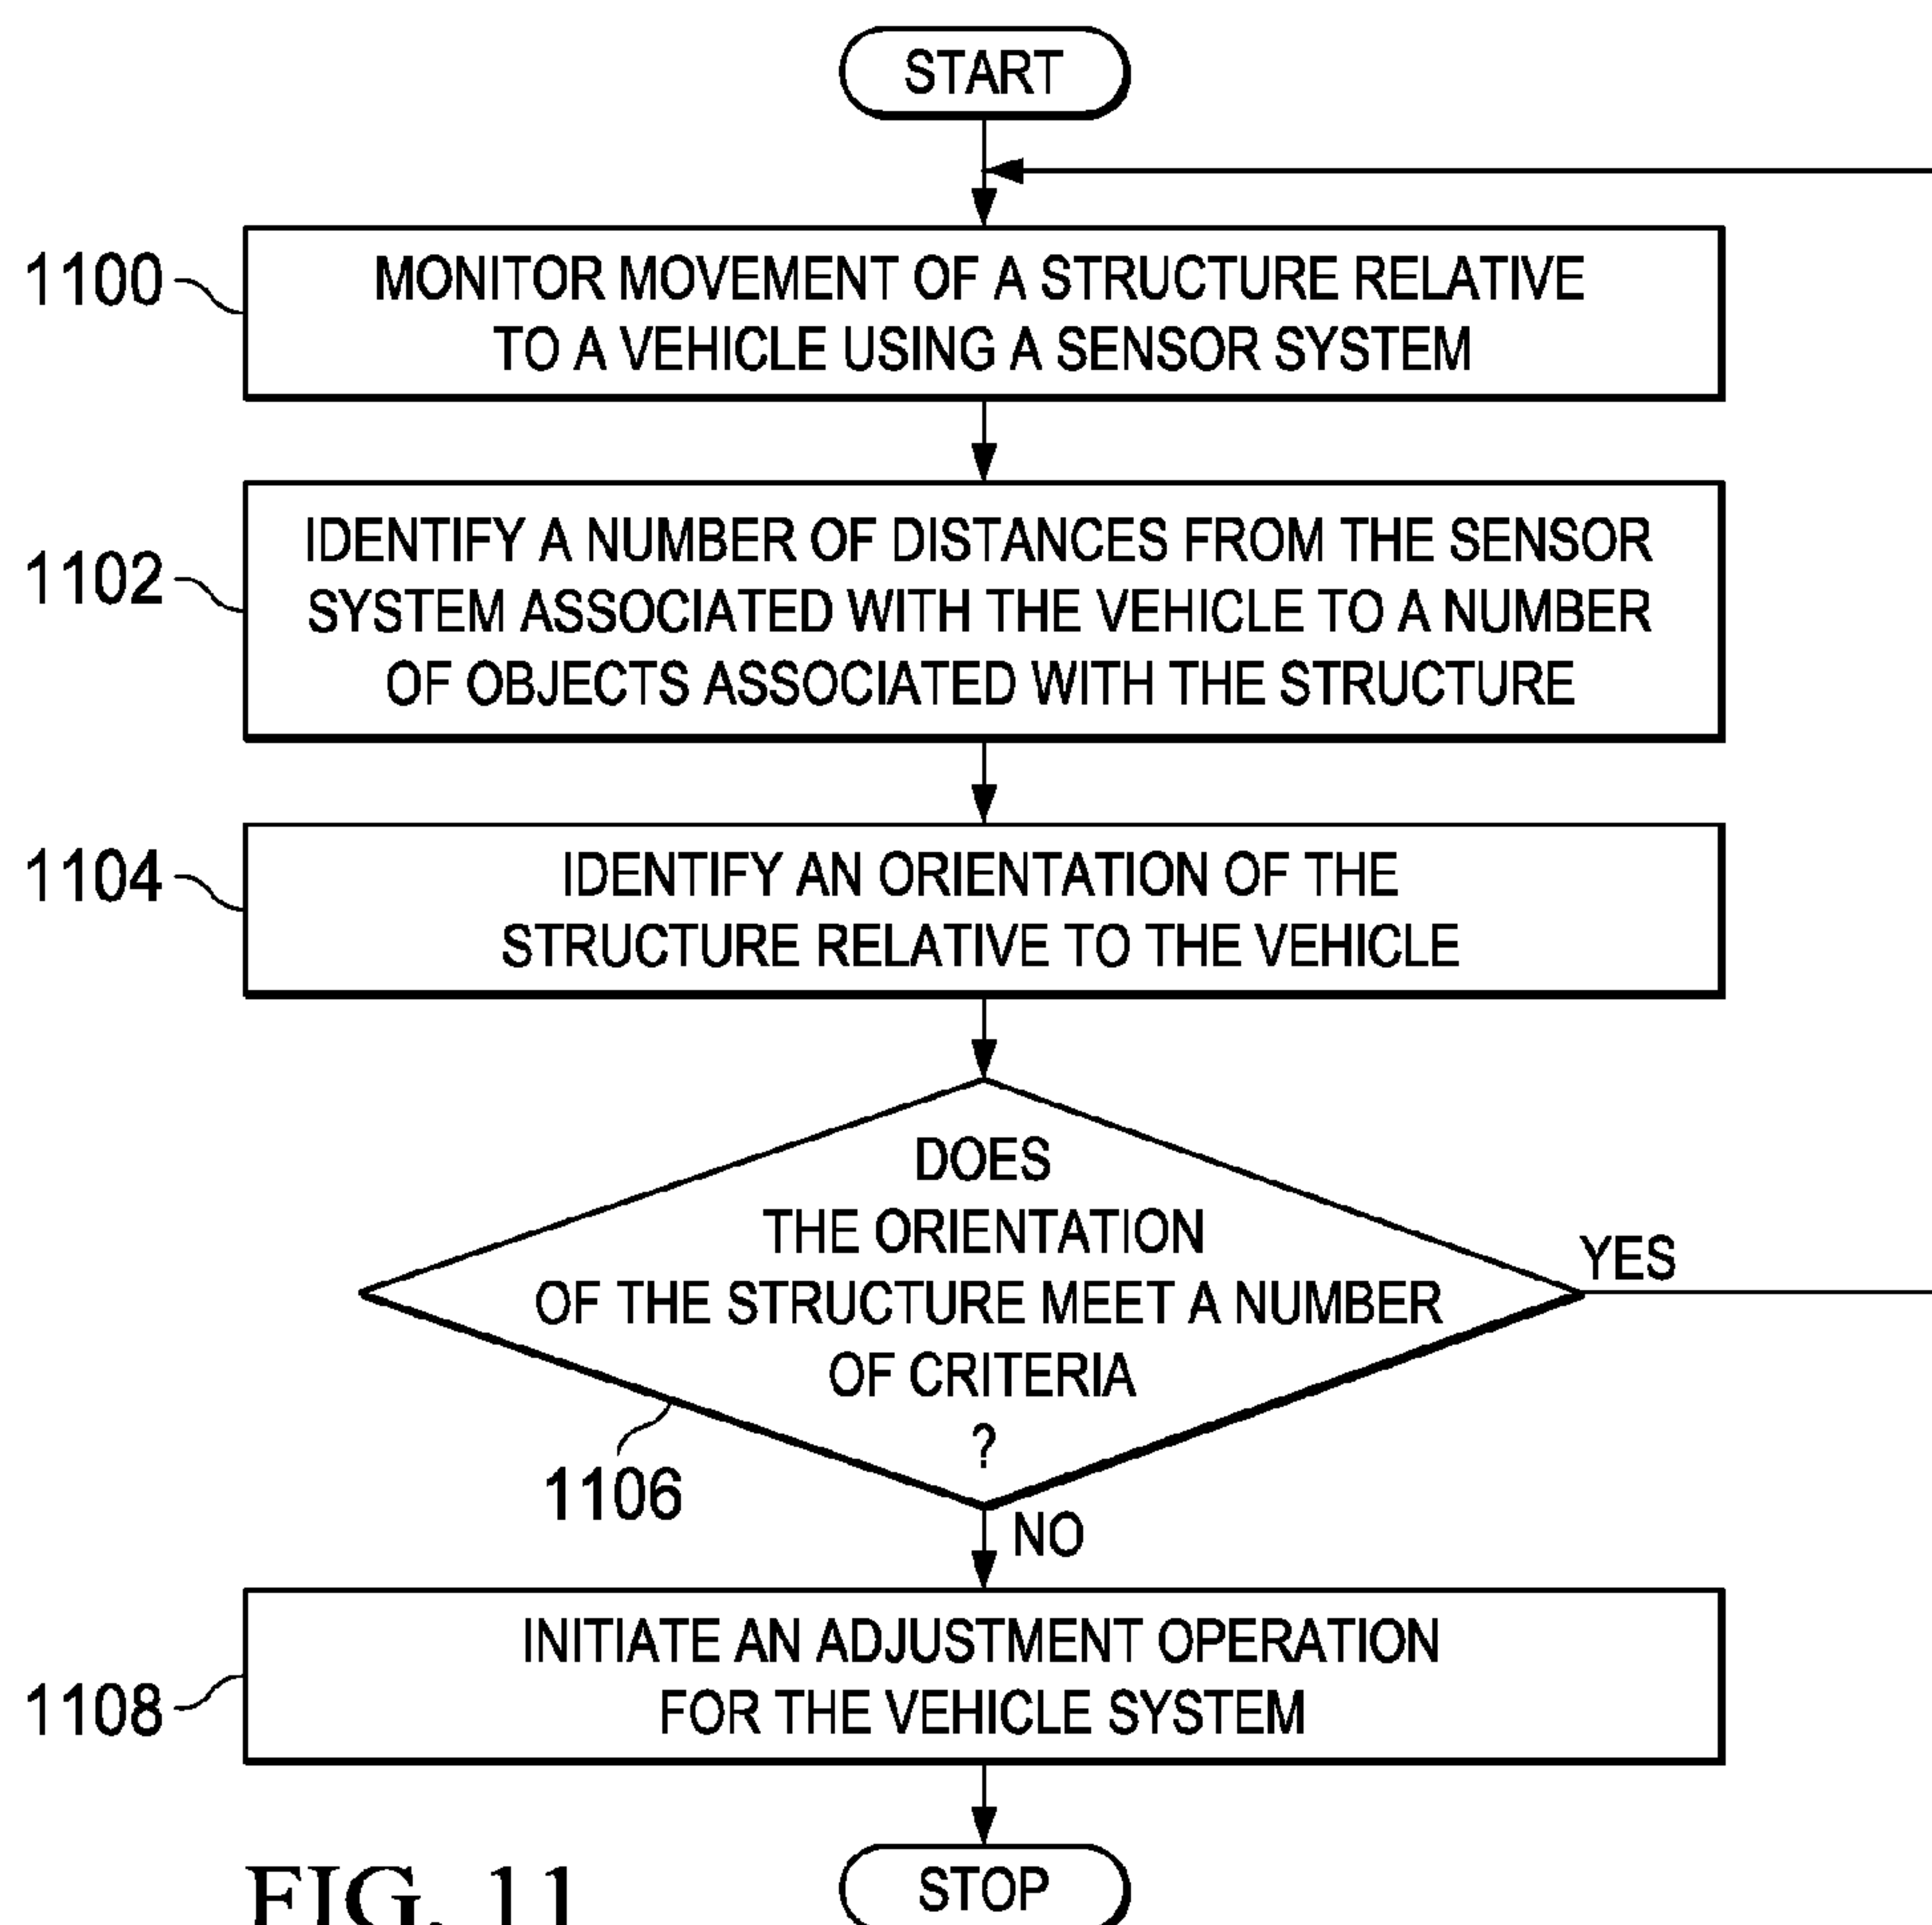 START
1100
MONITOR MOVEMENT OF A STRUCTURE RELATIVE
TO A VEHICLE USING A SENSOR SYSTEM
1102
IDENTIFY A NUMBER OF DISTANCES FROM THE SENSOR
SYSTEM ASSOCIATED WITH THE VEHICLE TO A NUMBER
OF OBJECTS ASSOCIATED WITH THE STRUCTURE
1104
IDENTIFY AN ORIENTATION OF THE
STRUCTURE RELATIVE TO THE VEHICLE
DOES
THE ORIENTATION
OF THE STRUCTURE MEET A NUMBER
OF CRITERIA
?
YES
1106
NO
INITIATE AN ADJUSTMENT OPERATION
FOR THE VEHICLE SYSTEM
1108
STOP
FIG. 11